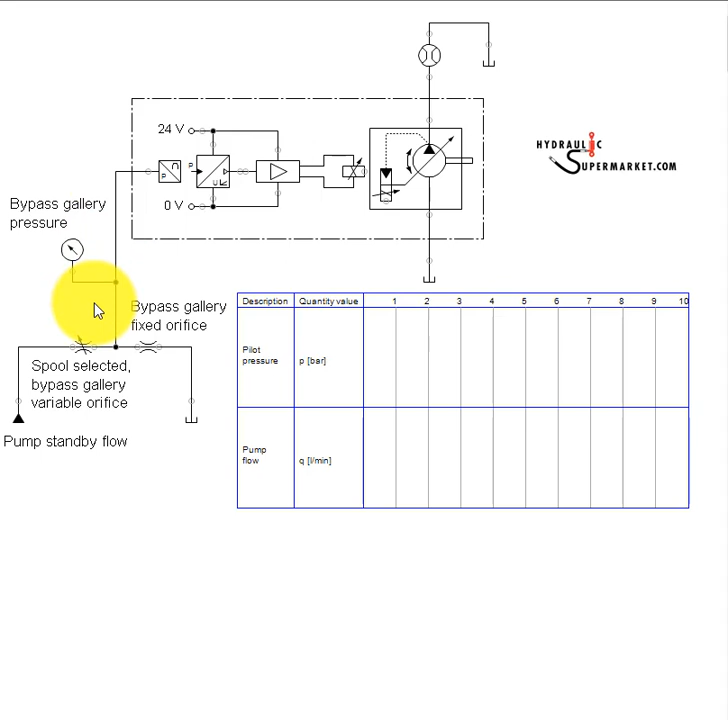 24 V
HYDRAULIC
SUPERMARKET.COM
P
P
U
0 V
Bypass gallery
pressure
Bypass gallery
fixed orifice
Spool selected,
bypass gallery
variable orifice
Pump standby flow
Description Quantity value 1 2 3 4 5 6 7 8 9 10
Pilot
pressure
p [bar]
Pump
flow
q [l/min]